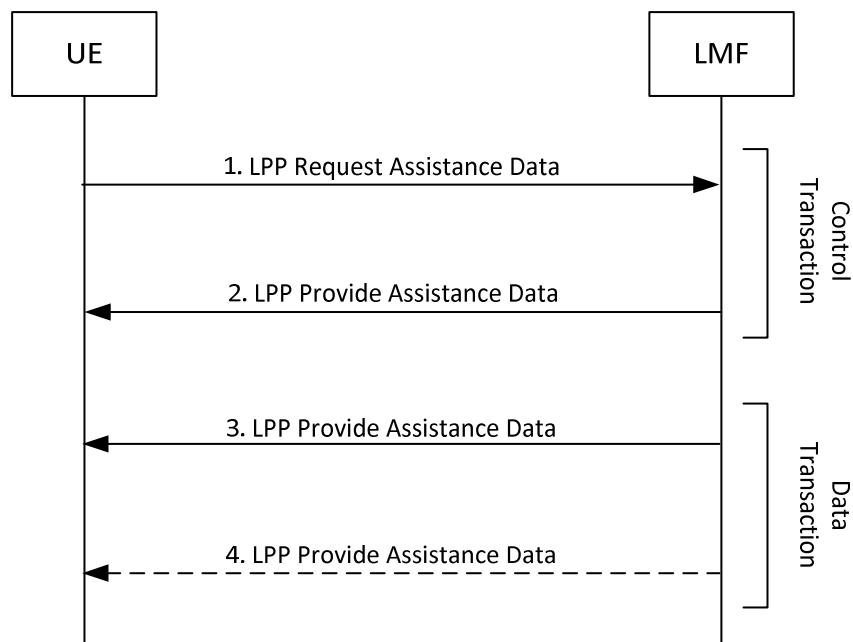 UE
LMF
1. LPP Request Assistance Data
Control
Transaction
2. LPP Provide Assistance Data
3. LPP Provide Assistance Data
Data
Transaction
4. LPP Provide Assistance Data